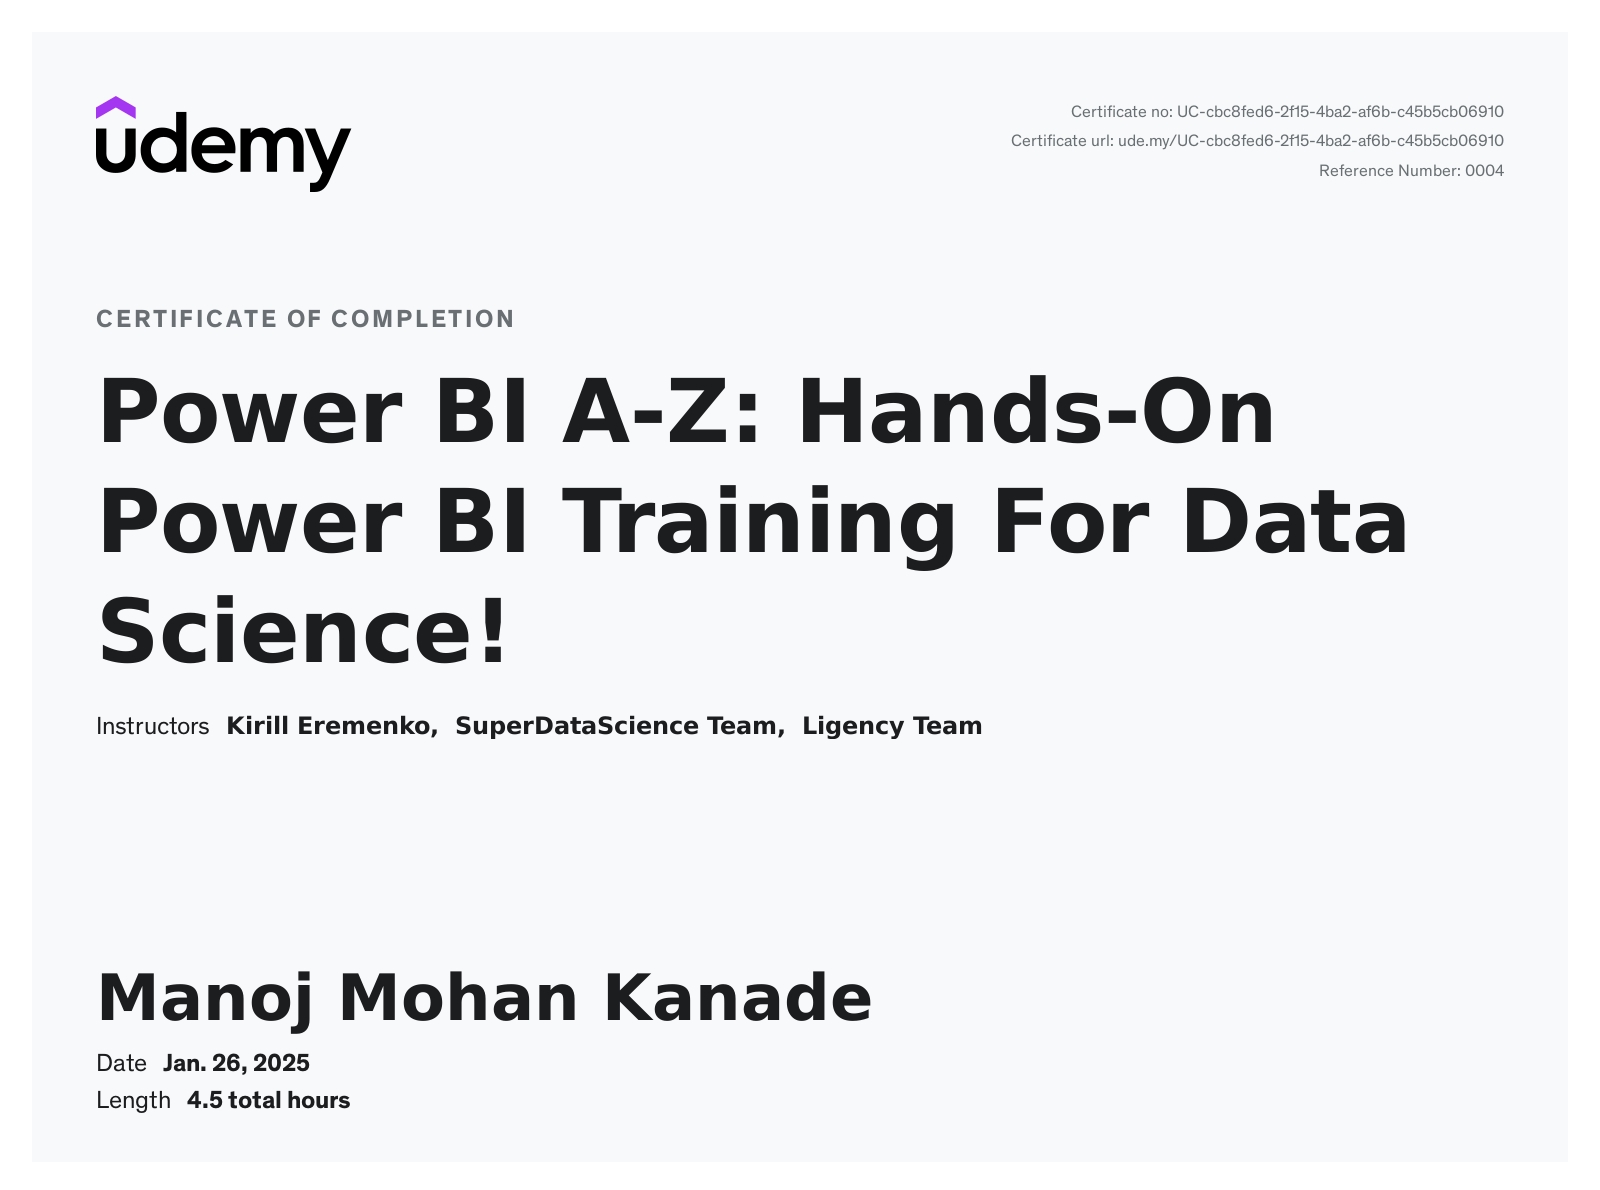 udemy
Certificate no: UC-cbc8fed6-2f15-4ba2-af6b-c45b5cb06910
Certificate url: ude.my/UC-cbc8fed6-2f15-4ba2-af6b-c45b5cb06910
Reference Number: 0004
CERTIFICATE OF COMPLETION
Power BI A-Z: Hands-On
Power BI Training For Data
Science!
Instructors Kirill Eremenko, SuperDataScience Team, Ligency Team
Manoj Mohan Kanade
Date Jan. 26, 2025
Length 4.5 total hours